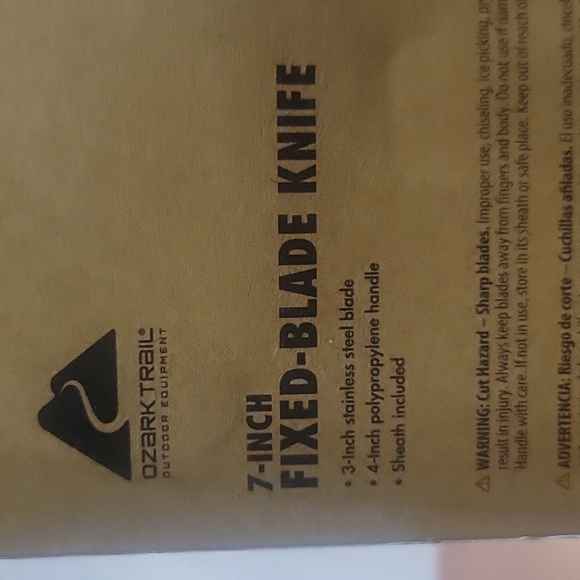 OZARK TRAIL®
OUTDOOR EQUIPMENT
7-INCH
FIXED-BLADE KNIFE
• 3-inch stainless steel blade
• 4-inch polypropylene handle
• Sheath included
⚠ WARNING: Cut Hazard – Sharp blades. Improper use, chiseling, ice picking,
result in injury. Always keep blades away from fingers and body. Do not use if
Handle with care. If not in use, store in its sheath or safe place. Keep out of reach of
⚠ ADVERTENCIA: Riesgo de corte – Cuchillas afiladas. El uso inadecuado,